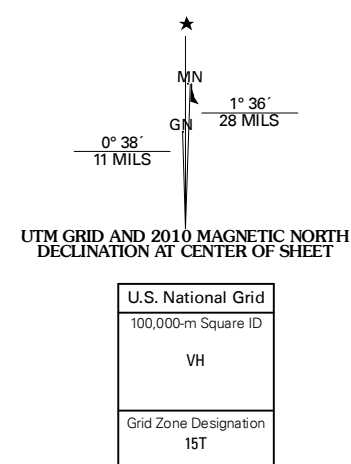 ★
MN
1° 36´
28 MILS
GN
0° 38´
11 MILS
UTM GRID AND 2010 MAGNETIC NORTH
DECLINATION AT CENTER OF SHEET
U.S. National Grid
100,000-m Square ID
VH
Grid Zone Designation
15T